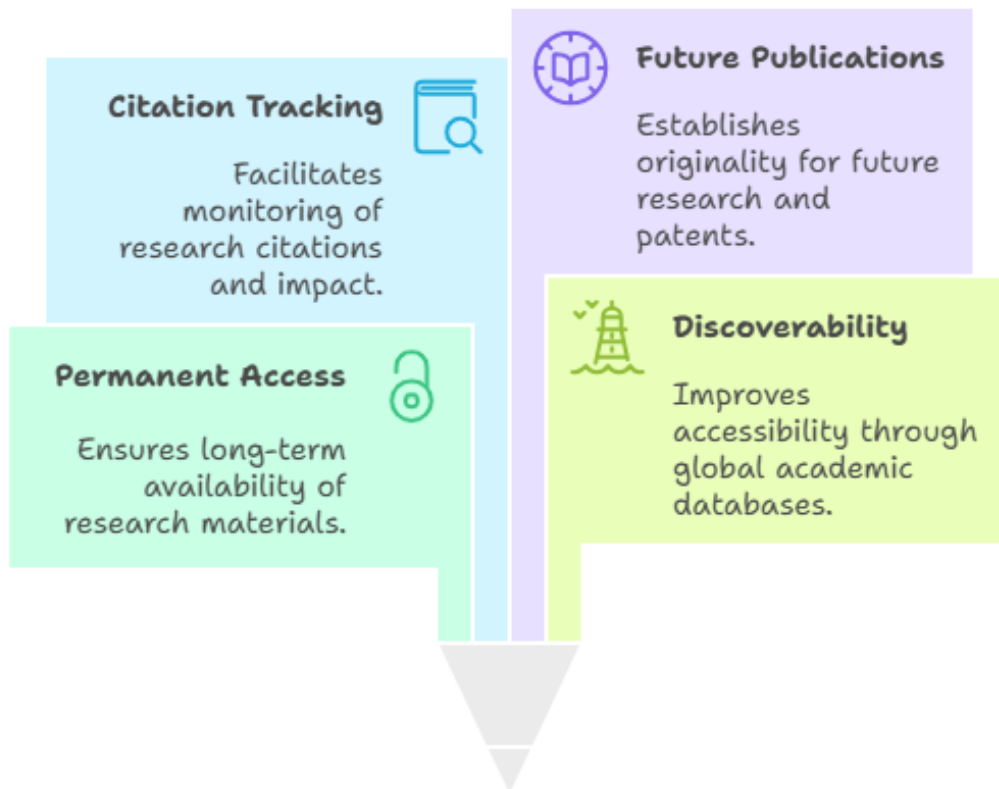 Citation Tracking
Facilitates
monitoring of
research citations
and impact.
Future Publications
Establishes
originality for future
research and
patents.
Permanent Access
Ensures long-term
availability of
research materials.
Discoverability
Improves
accessibility through
global academic
databases.